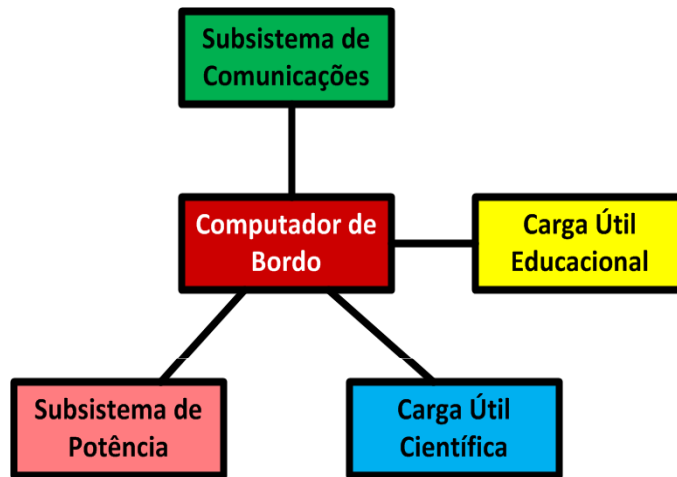 Subsistema de
Comunicações
Computador de
Bordo
Carga Útil
Educacional
Subsistema de
Potência
Carga Útil
Científica